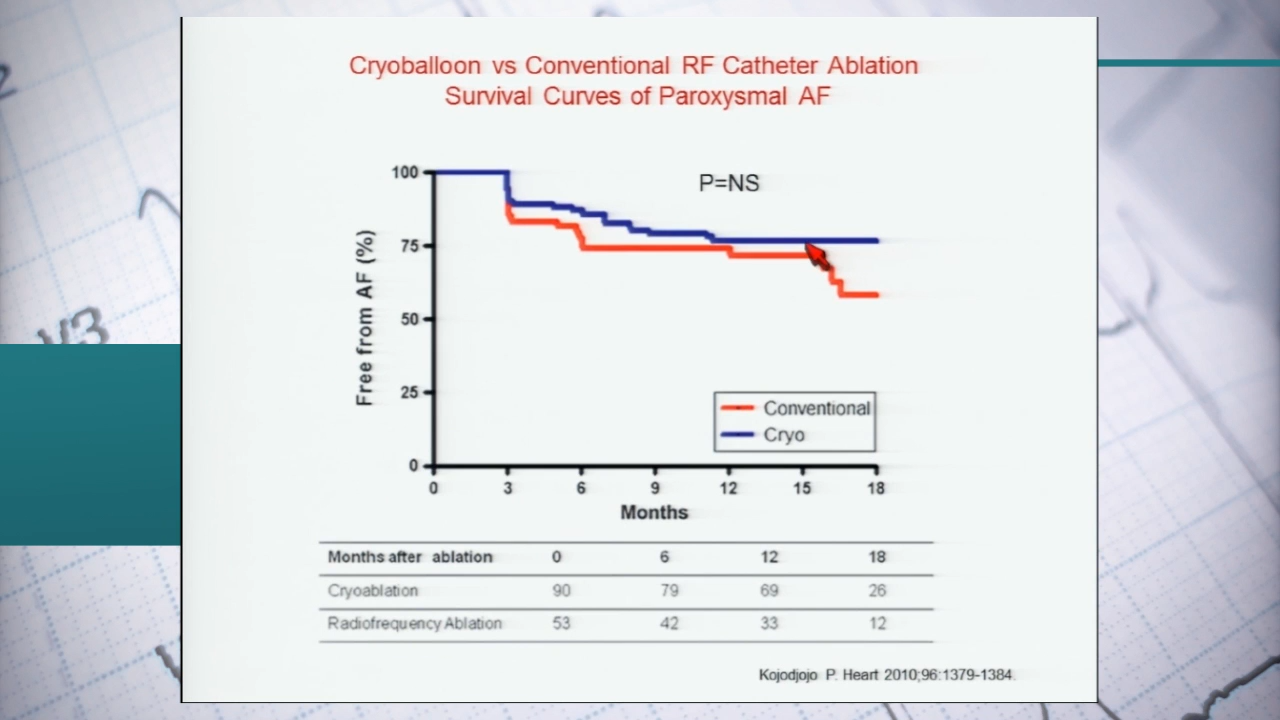 Cryoballoon vs Conventional RF Catheter Ablation
Survival Curves of Paroxysmal AF
P=NS
Free from AF (%)
100
75
50
25
0
0 3 6 9 12 15 18
Months
Conventional
Cryo
Months after ablation 0 6 12 18
Cryoablation 90 79 69 26
Radiofrequency Ablation 53 42 33 12
Kojodjojo P. Heart 2010;96:1379-1384.
V3
2